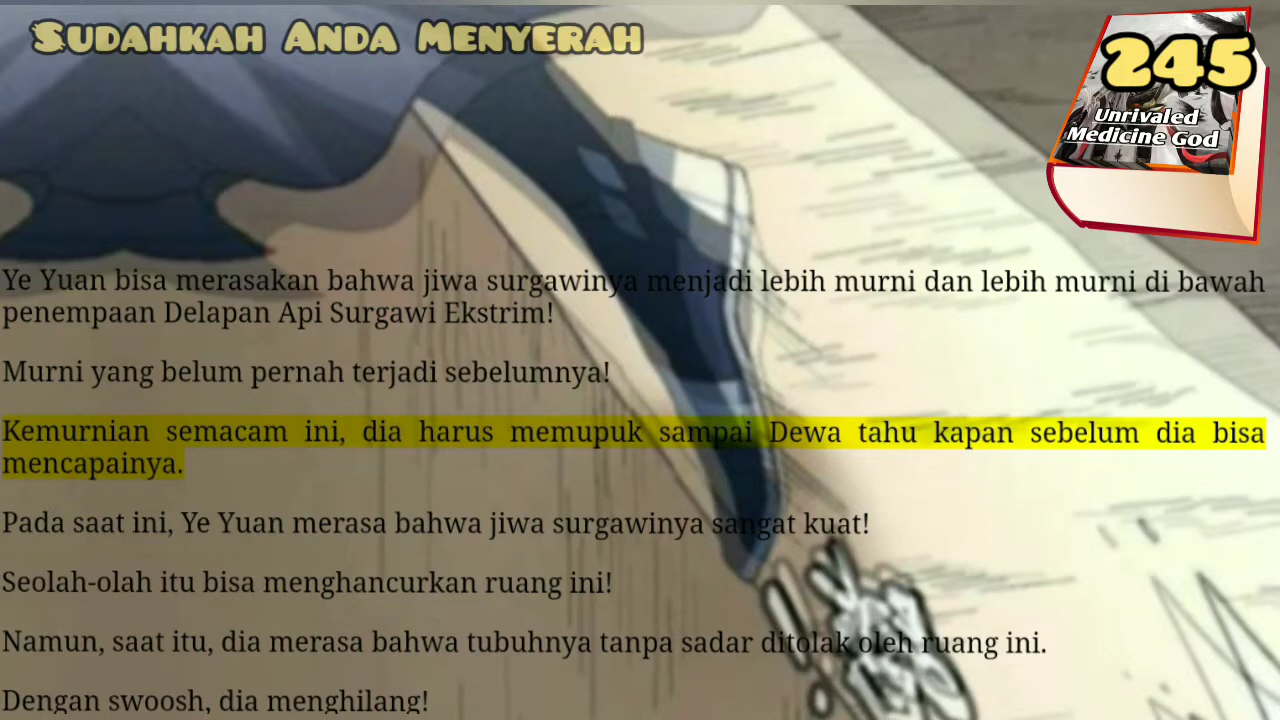 Sudahkah Anda Menyerah
245
Unrivaled
Medicine God
Ye Yuan bisa merasakan bahwa jiwa surgawinya menjadi lebih murni dan lebih murni di bawah
penempaan Delapan Api Surgawi Ekstrim!
Murni yang belum pernah terjadi sebelumnya!
Kemurnian semacam ini, dia harus memupuk sampai Dewa tahu kapan sebelum dia bisa
mencapainya.
Pada saat ini, Ye Yuan merasa bahwa jiwa surgawinya sangat kuat!
Seolah-olah itu bisa menghancurkan ruang ini!
Namun, saat itu, dia merasa bahwa tubuhnya tanpa sadar ditolak oleh ruang ini.
Dengan swoosh, dia menghilang!